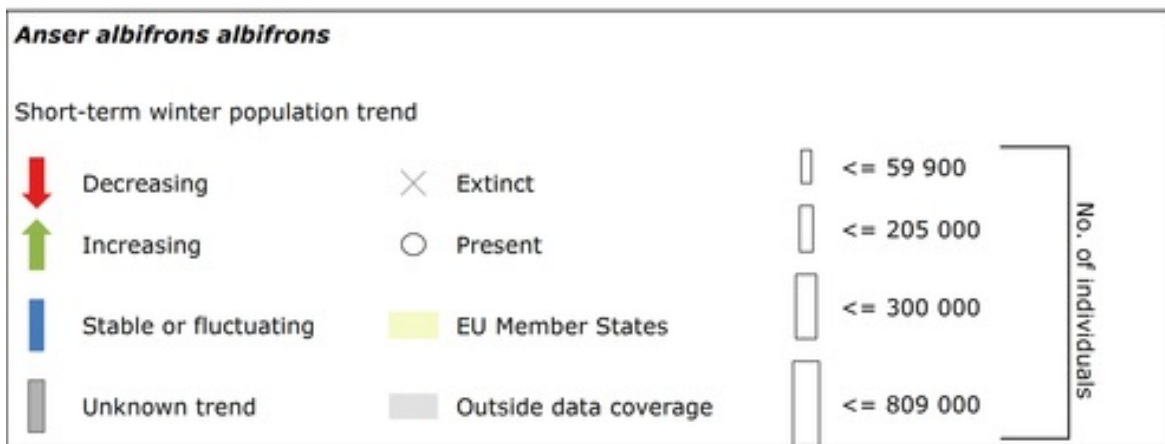 Anser albifrons albifrons
Short-term winter population trend
Decreasing
Extinct
<= 59 900
Increasing
Present
<= 205 000
Stable or fluctuating
EU Member States
<= 300 000
Unknown trend
Outside data coverage
<= 809 000
No. of individuals